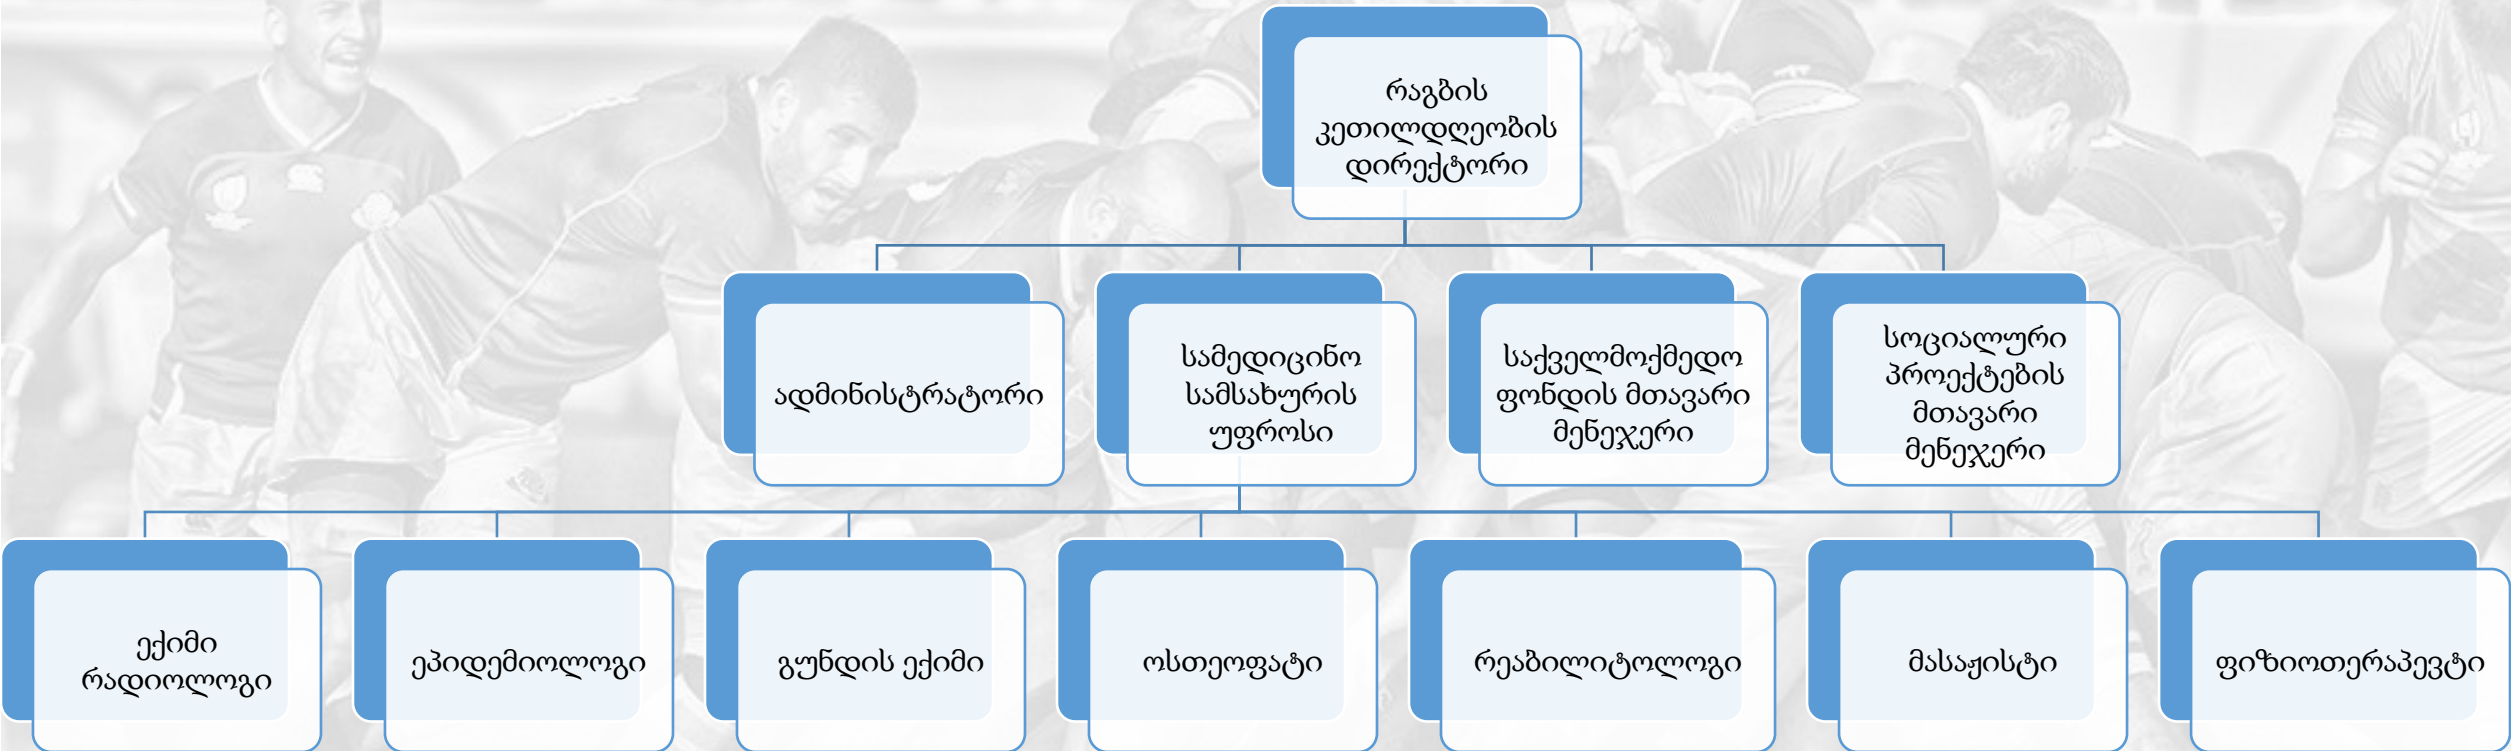 რაგბის
კეთილდღეობის
დირექტორი
ადმინისტრატორი
სამედიცინო
სამსახურის
უფროსი
საქველმოქმედო
ფონდის მთავარი
მენეჯერი
სოციალური
პროექტების
მთავარი
მენეჯერი
ექიმი
რადიოლოგი
ეპიდემიოლოგი
გუნდის ექიმი
ოსთეოფატი
რეაბილიტოლოგი
მასაჟისტი
ფიზიოთერაპევტი